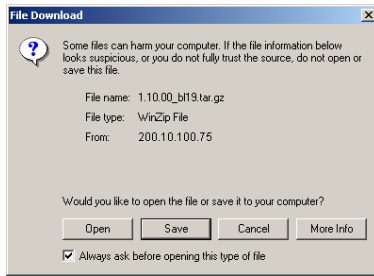 File Download
Some files can harm your computer. If the file information below
looks suspicious, or you do not fully trust the source, do not open or
save this file.
File name: 1.10.00_bl19.tar.gz
File type: WinZip File
From: 200.10.100.75
Would you like to open the file or save it to your computer?
Open Save Cancel More Info
Always ask before opening this type of file